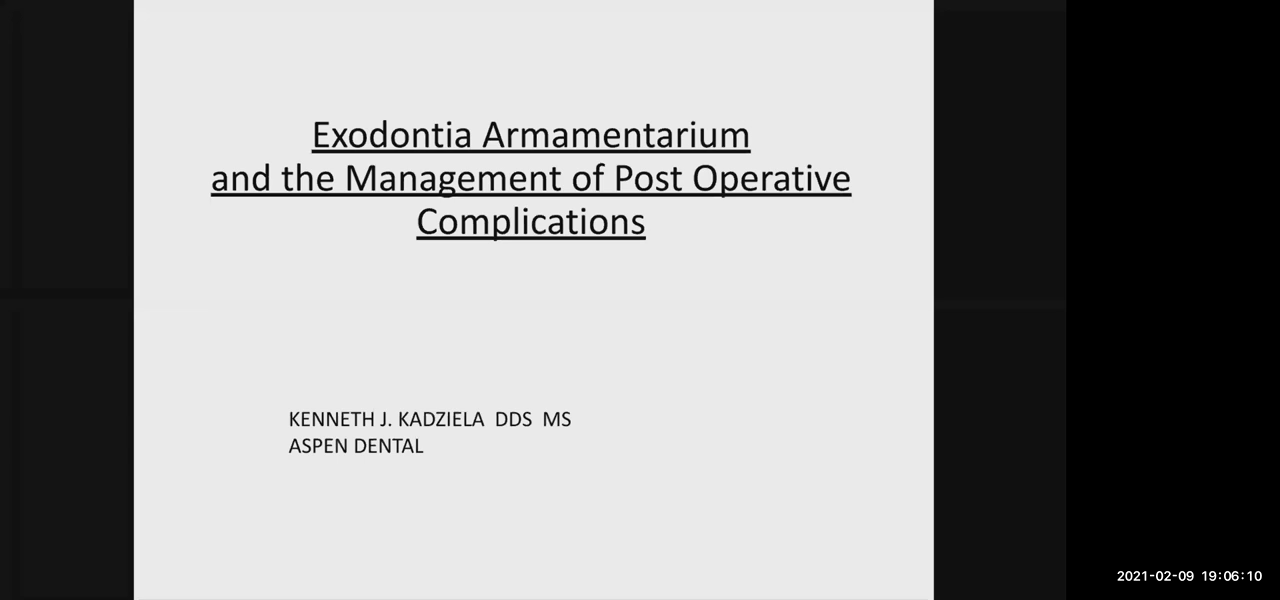 Exodontia Armamentarium
and the Management of Post Operative
Complications
KENNETH J. KADZIELA DDS MS
ASPEN DENTAL
2021-02-09 19:06:10